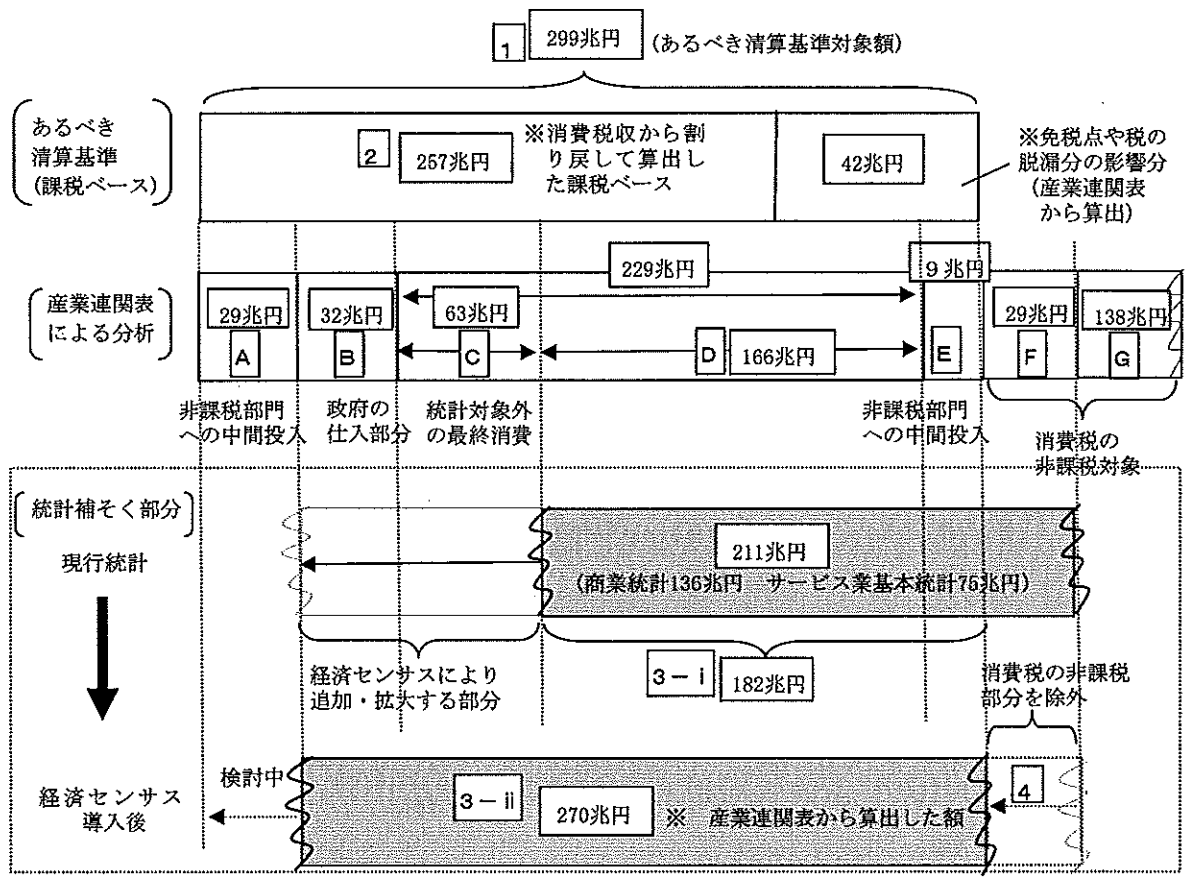 1 299兆円 (あるべき清算基準対象額)
あるべき
清算基準
(課税ベース)
2 257兆円
※消費税収から割
り戻して算出し
た課税ベース
42兆円
※免税点や税の
脱漏分の影響分
(産業連関表
から算出)
産業連関表
による分析
229兆円
9兆円
29兆円
32兆円
63兆円
166兆円
29兆円
138兆円
A
B
C
D
E
F
G
非課税部門
への中間投入
政府の
仕入部分
統計対象外
の最終消費
非課税部門
への中間投入
消費税の
非課税対象
統計補そく部分
現行統計
211兆円
(商業統計136兆円 サービス業基本統計75兆円)
経済センサスにより
追加・拡大する部分
3-ⅰ 182兆円
消費税の非課税
部分を除外
経済センサス
導入後
検討中
3-ⅱ 270兆円 ※ 産業連関表から算出した額
4